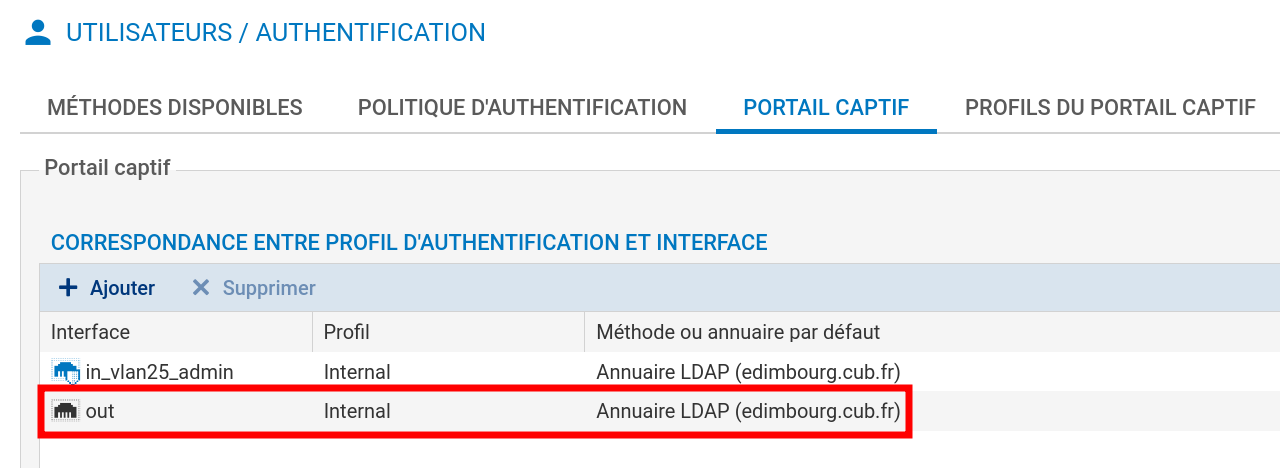 UTILISATEURS / AUTHENTIFICATION
MÉTHODES DISPONIBLES POLITIQUE D'AUTHENTIFICATION PORTAIL CAPTIF PROFILS DU PORTAIL CAPTIF
Portail captif
CORRESPONDANCE ENTRE PROFIL D'AUTHENTIFICATION ET INTERFACE
Ajouter Supprimer
Interface Profil Méthode ou annuaire par défaut
in_vlan25_admin Internal Annuaire LDAP (edimbourg.cub.fr)
out Internal Annuaire LDAP (edimbourg.cub.fr)